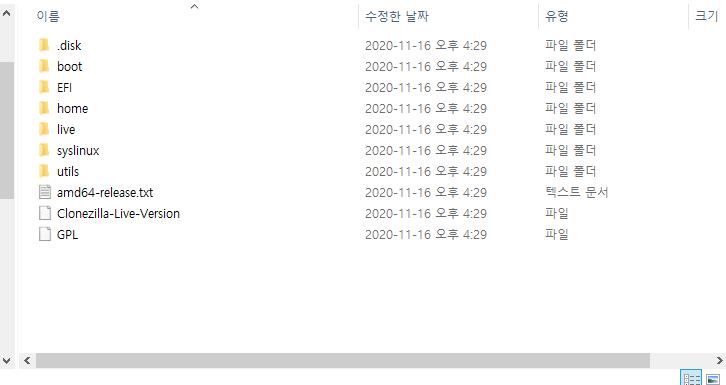 이름 수정한 날짜 유형 크기
.disk 2020-11-16 오후 4:29 파일 폴더
boot 2020-11-16 오후 4:29 파일 폴더
EFI 2020-11-16 오후 4:29 파일 폴더
home 2020-11-16 오후 4:29 파일 폴더
live 2020-11-16 오후 4:29 파일 폴더
syslinux 2020-11-16 오후 4:29 파일 폴더
utils 2020-11-16 오후 4:29 파일 폴더
amd64-release.txt 2020-11-16 오후 4:29 텍스트 문서
Clonezilla-Live-Version 2020-11-16 오후 4:29 파일
GPL 2020-11-16 오후 4:29 파일